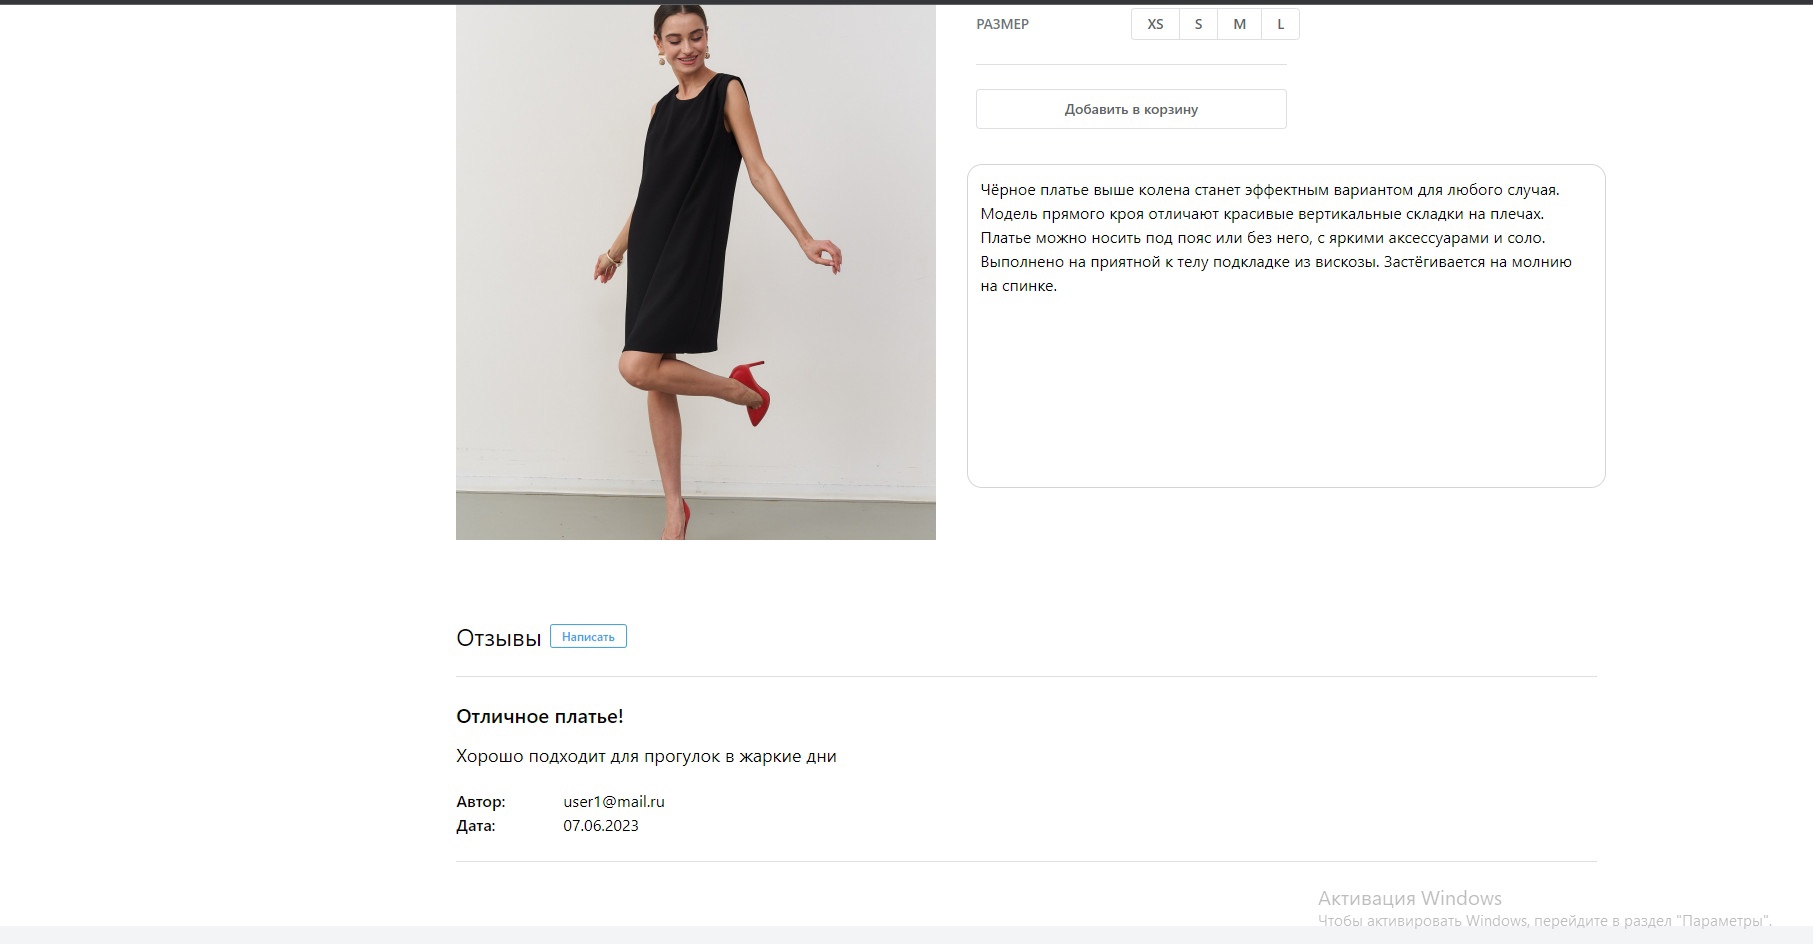 РАЗМЕР XS S M L
Добавить в корзину
Чёрное платье выше колена станет эффектным вариантом для любого случая.
Модель прямого кроя отличают красивые вертикальные складки на плечах.
Платье можно носить под пояс или без него, с яркими аксессуарами и соло.
Выполнено на приятной к телу подкладке из вискозы. Застёгивается на молнию
на спинке.
Отзывы Написать
Отличное платье!
Хорошо подходит для прогулок в жаркие дни
Автор: user1@mail.ru
Дата: 07.06.2023
Активация Windows
Чтобы активировать Windows, перейдите в раздел "Параметры".